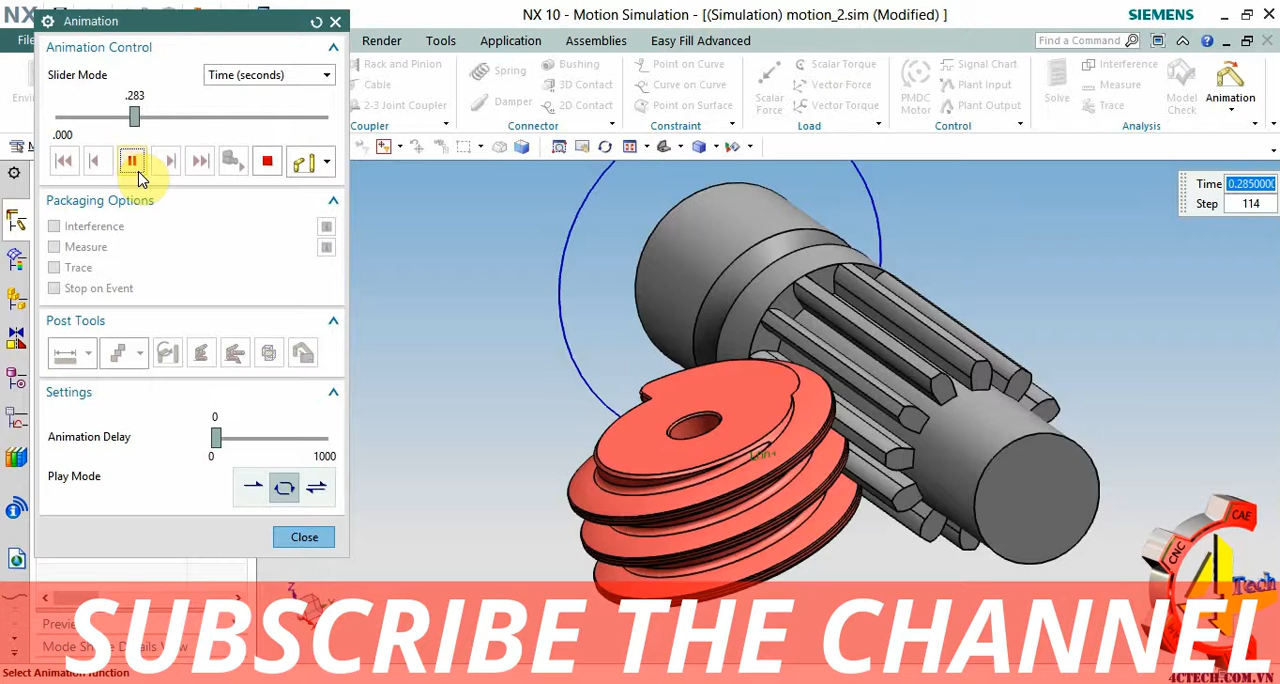 NX
NX 10 - Motion Simulation - [(Simulation) motion_2.sim (Modified) ]
SIEMENS
Animation
File
Render
Tools
Application
Assemblies
Easy Fill Advanced
Find a Command
Animation Control
Slider Mode
Time (seconds)
.283
.000
Rack and Pinion
Cable
2-3 Joint Coupler
Coupler
Spring
Damper
Bushing
3D Contact
2D Contact
Connector
Point on Curve
Curve on Curve
Point on Surface
Constraint
Scalar Force
Scalar Torque
Vector Force
Vector Torque
Load
PMDC Motor
Signal Chart
Plant Input
Plant Output
Control
Solve
Interference
Measure
Trace
Model Check
Animation
Analysis
Time 0.2850000
Step 114
Packaging Options
Interference
Measure
Trace
Stop on Event
Post Tools
Settings
0
Animation Delay
0
1000
Play Mode
Close
CAE
CNC
Tech
4CTECH.COM.VN
SUBSCRIBE THE CHANNEL
Mode Shape Details View
Select Animation function